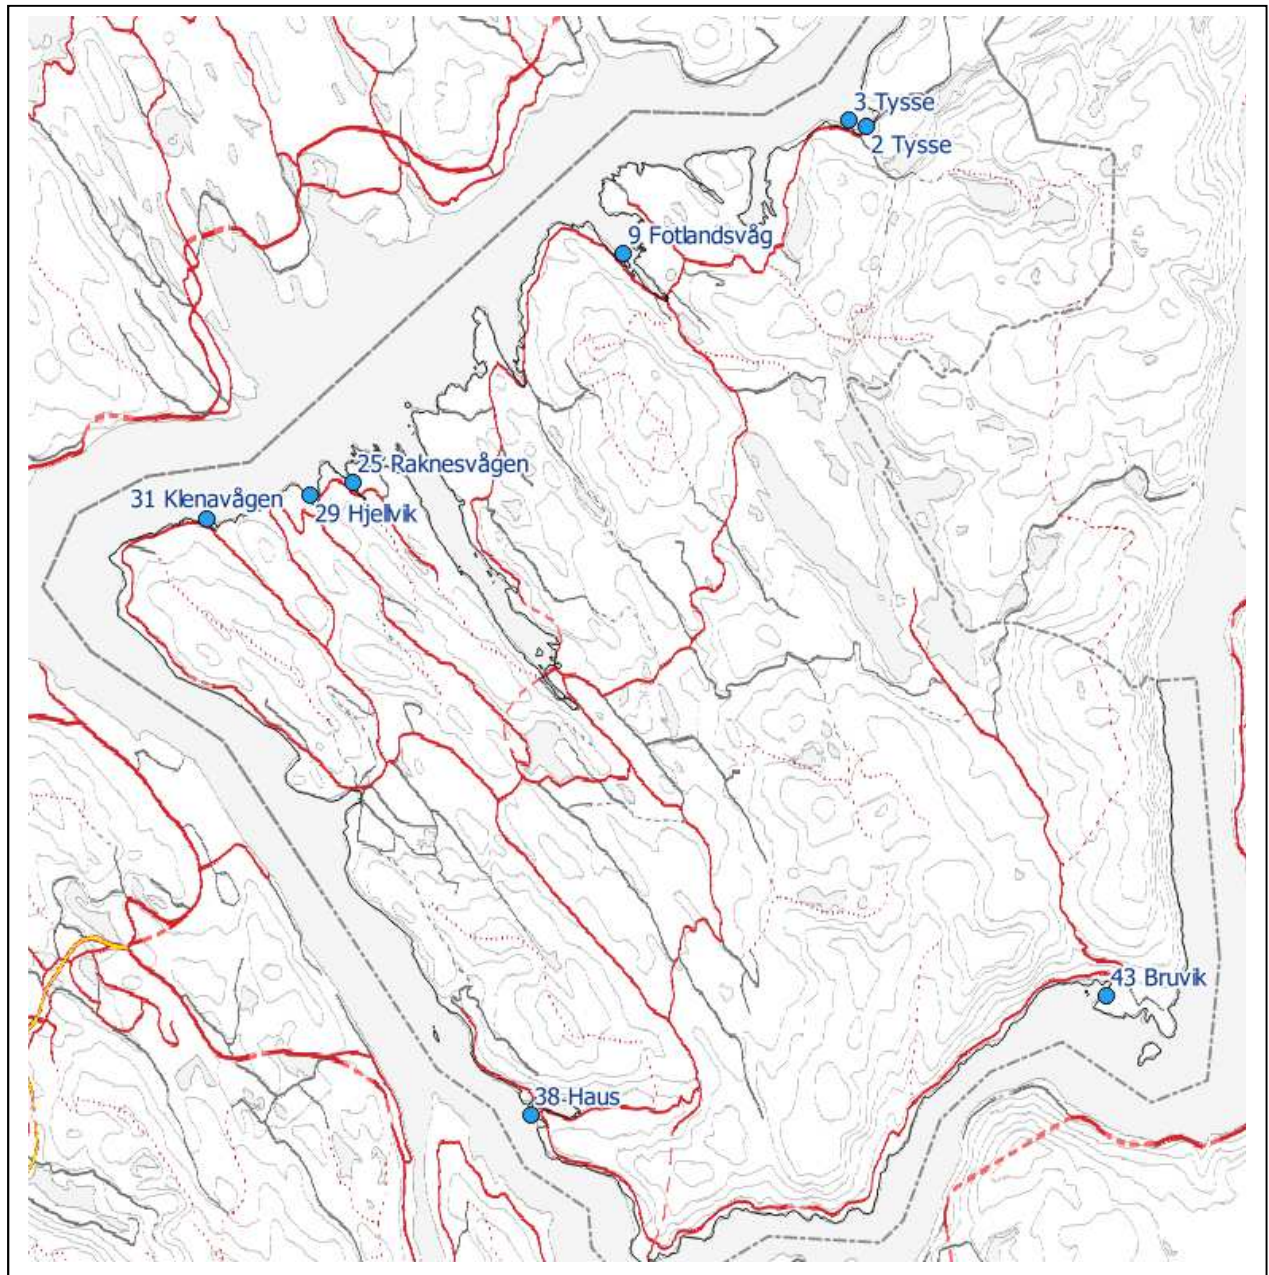 3 Tysse
2 Tysse
9 Fotlandsvåg
25 Raknesvågen
31 Klenavågen
29 Hjellvik
43 Bruvik
38 Haus